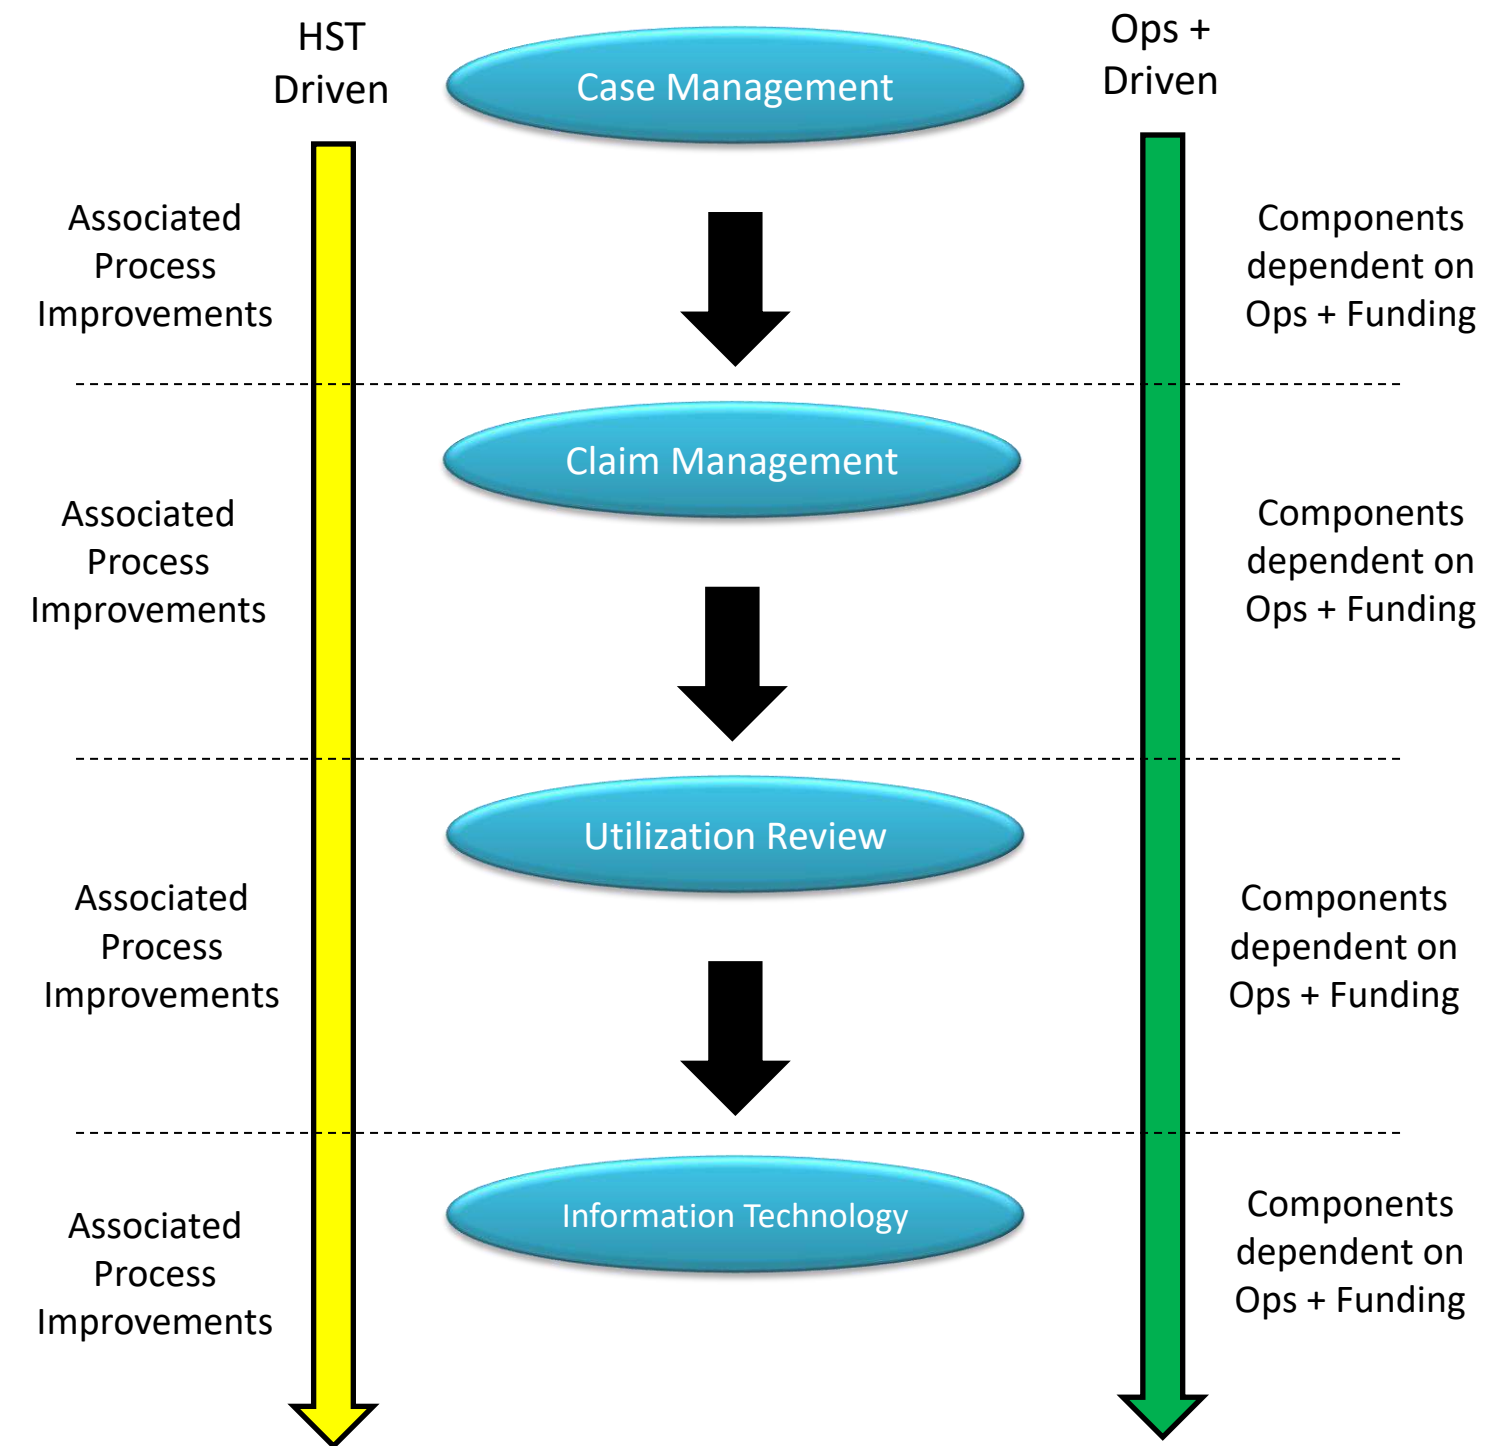 HST
Driven
Case Management
Ops +
Driven
Associated
Process
Improvements
Components
dependent on
Ops + Funding
Claim Management
Associated
Process
Improvements
Components
dependent on
Ops + Funding
Utilization Review
Associated
Process
Improvements
Components
dependent on
Ops + Funding
Information Technology
Associated
Process
Improvements
Components
dependent on
Ops + Funding